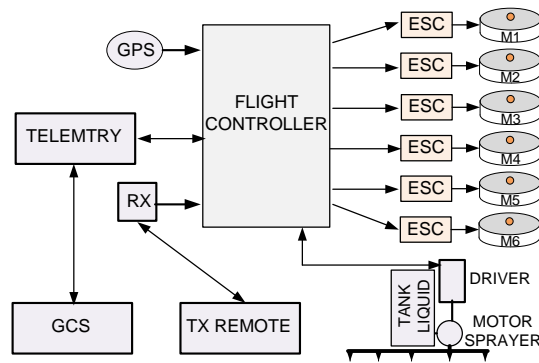 GPS
FLIGHT
CONTROLLER
ESC
M1
ESC
M2
ESC
M3
ESC
M4
ESC
M5
ESC
M6
TELEMTRY
RX
GCS
TX REMOTE
TANK
LIQUID
DRIVER
MOTOR
SPRAYER